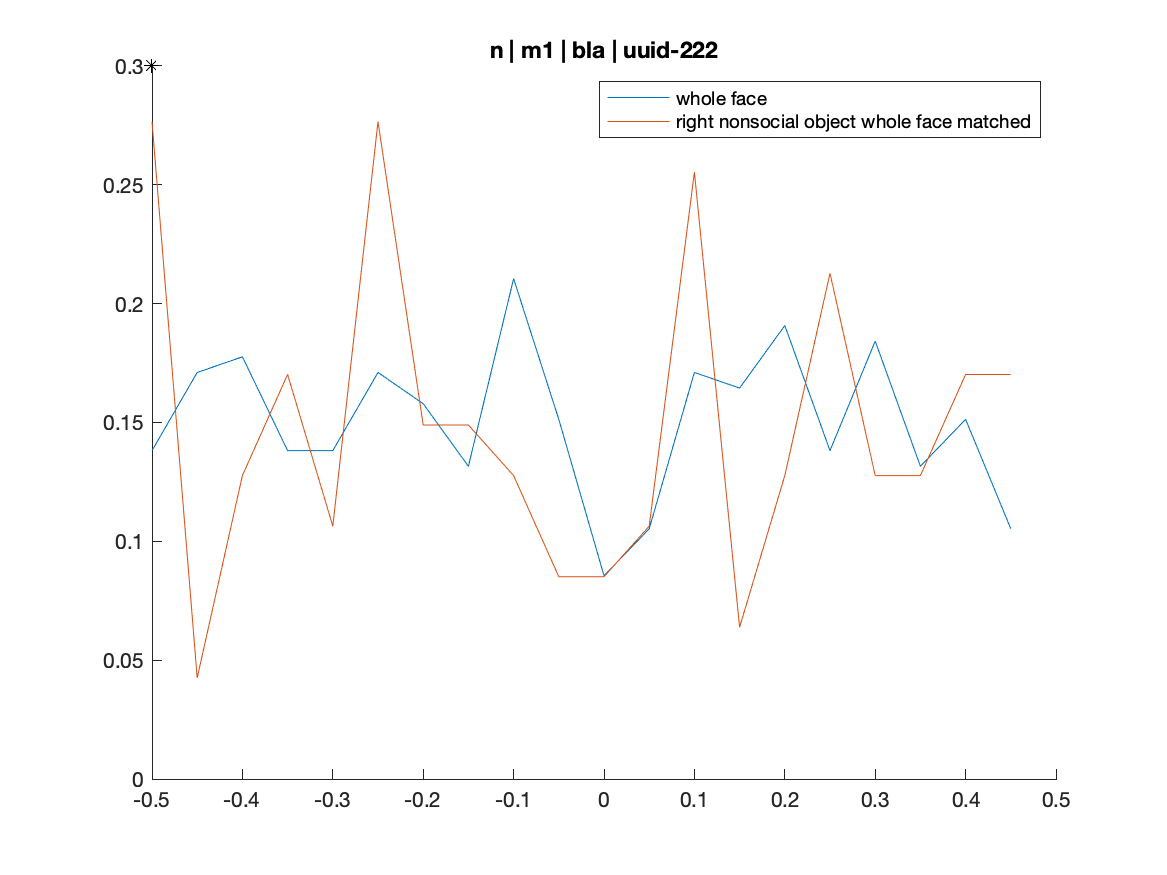 n | m1 | bla | uuid-222
whole face
right nonsocial object whole face matched
0.3
0.25
0.2
0.15
0.1
0.05
0
-0.5 -0.4 -0.3 -0.2 -0.1 0 0.1 0.2 0.3 0.4 0.5